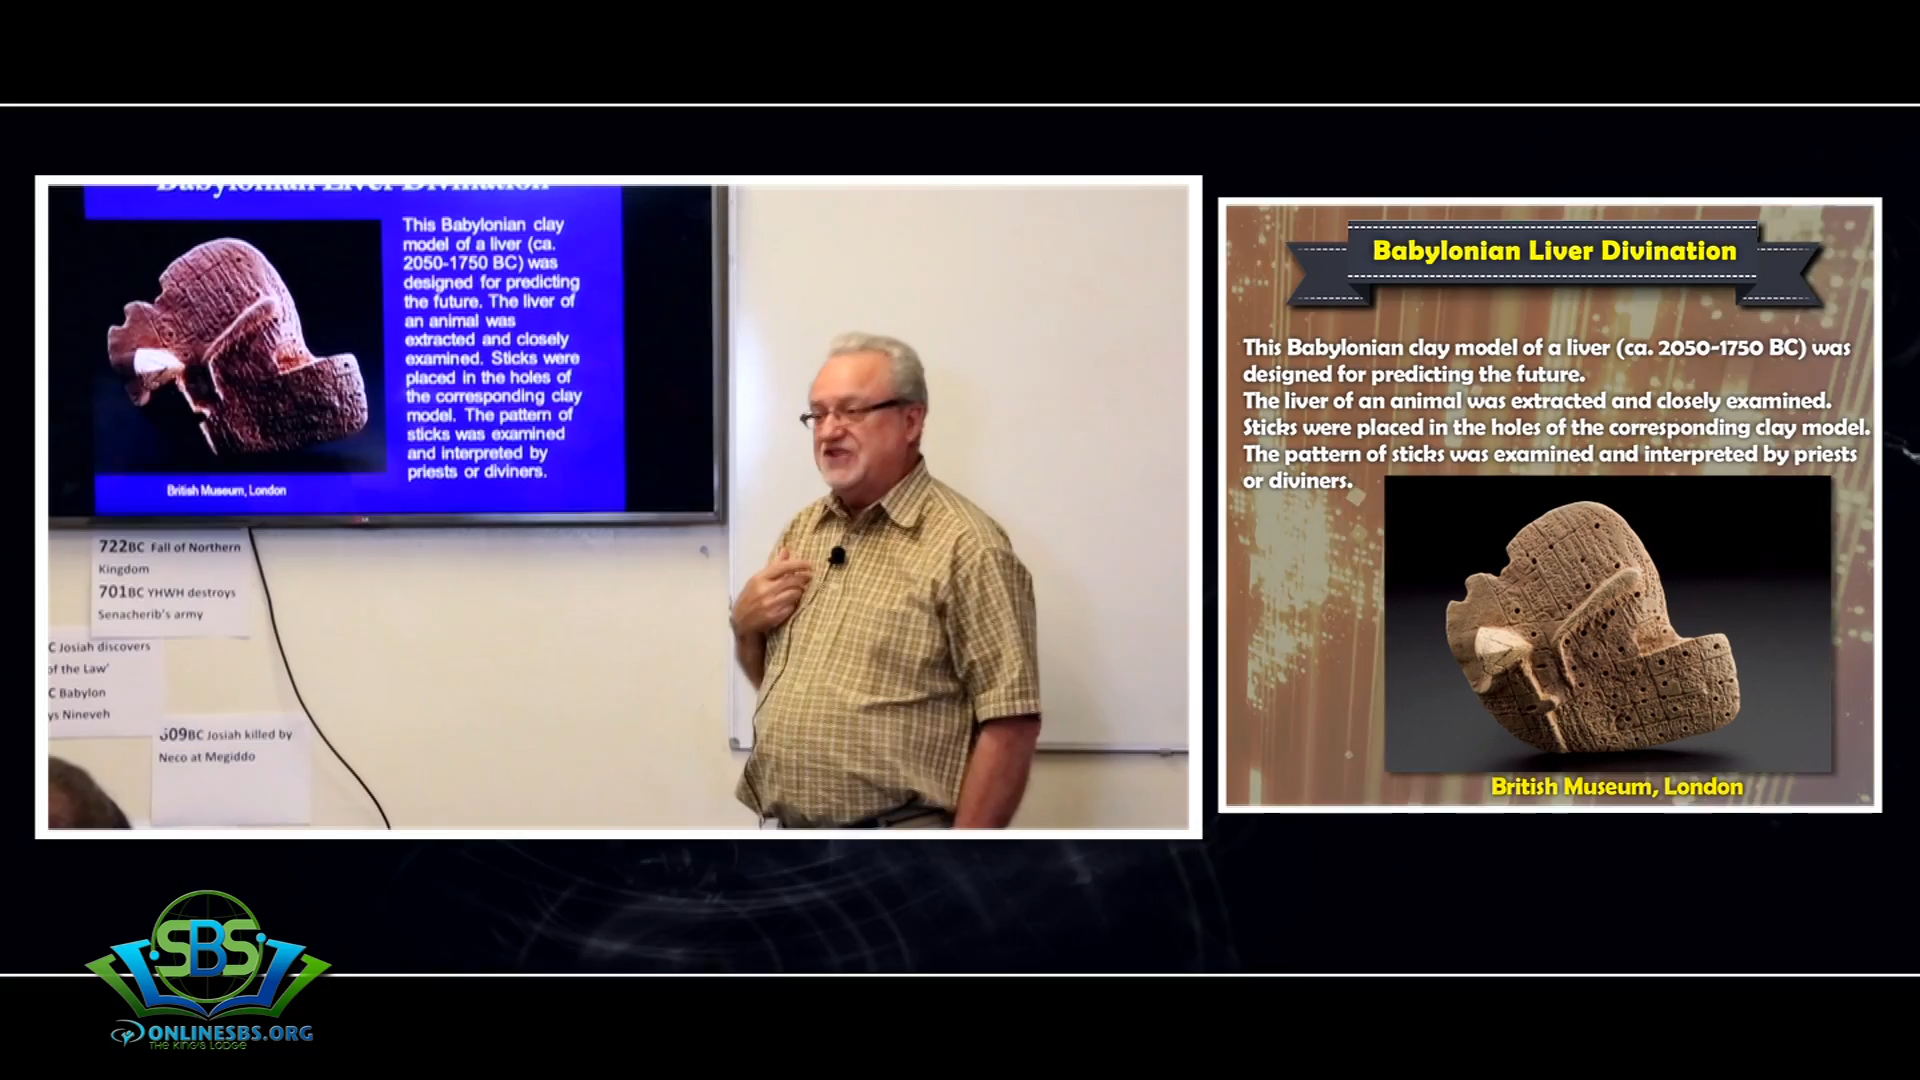 Babylonian Liver Divination
This Babylonian clay
model of a liver (ca.
2050-1750 BC) was
designed for predicting
the future. The liver of
an animal was
extracted and closely
examined. Sticks were
placed in the holes of
the corresponding clay
model. The pattern of
sticks was examined
and interpreted by
priests or diviners.
British Museum, London
LG
722BC Fall of Northern
Kingdom
701BC YHWH destroys
Senacherib's army
C Josiah discovers
of the Law'
C Babylon
ys Nineveh
609BC Josiah killed by
Neco at Megiddo
Babylonian Liver Divination
This Babylonian clay model of a liver (ca. 2050-1750 BC) was
designed for predicting the future.
The liver of an animal was extracted and closely examined.
Sticks were placed in the holes of the corresponding clay model.
The pattern of sticks was examined and interpreted by priests
or diviners.
British Museum, London
SBS
ONLINESBS.ORG
THE KING'S LODGE